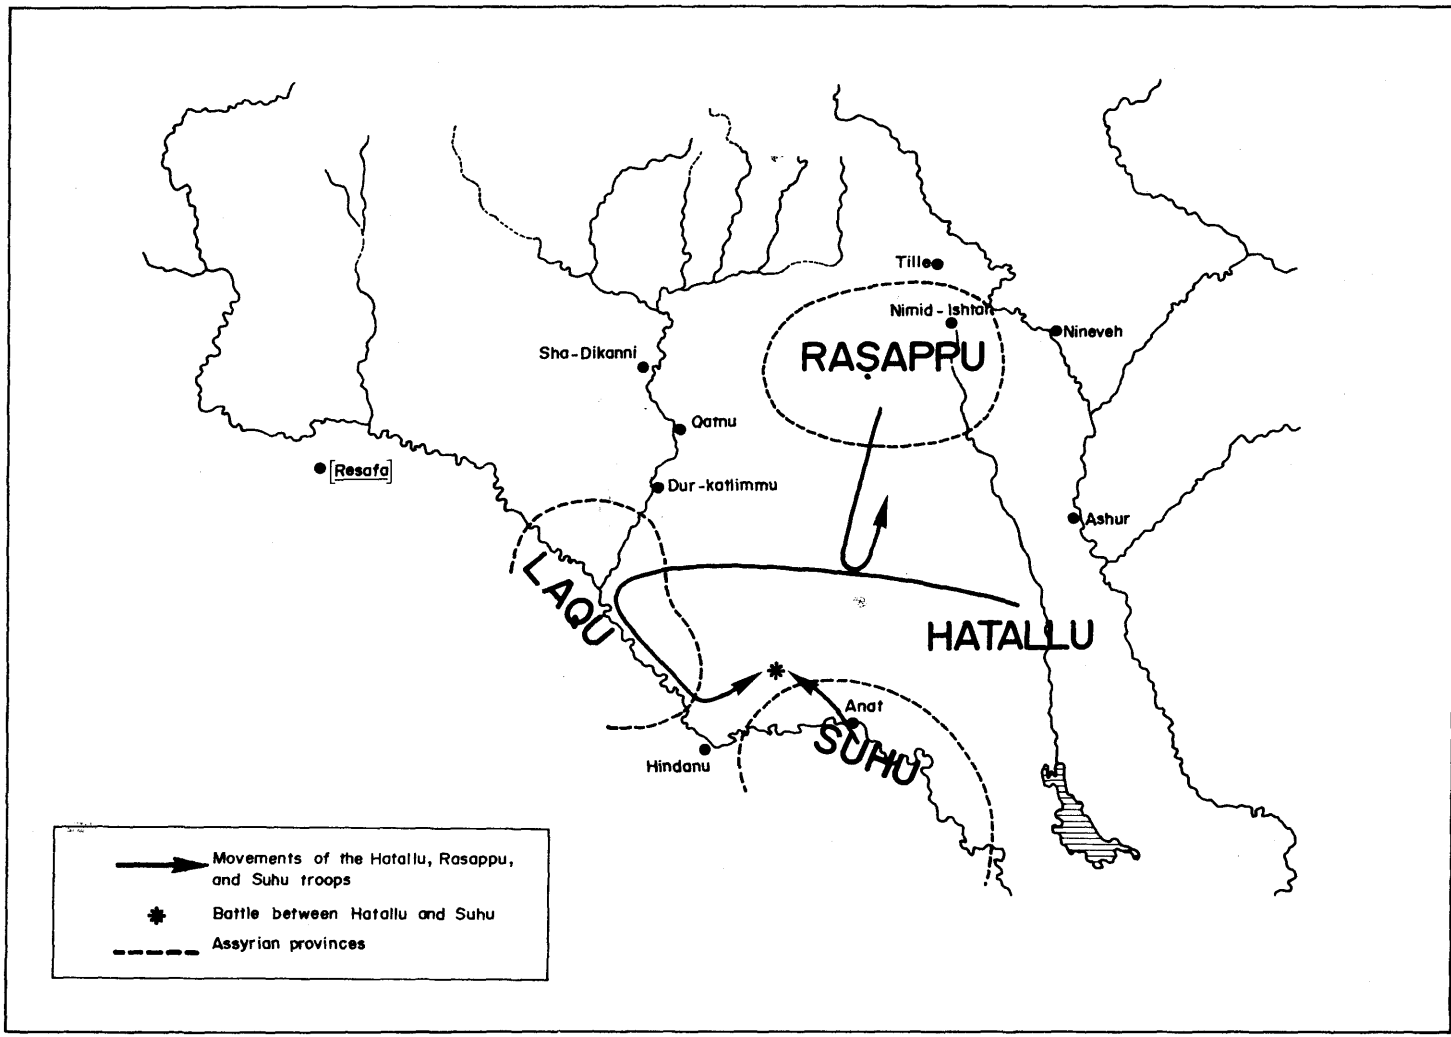 Tille
Nimid-Ishtar
Nineveh
RAṢAPPU
Sha-Dikanni
Qatnu
[Resafa]
Dur-katlimmu
Ashur
LAQU
HATALLU
Anat
SUHU
Hindanu
Movements of the Hatallu, Rasappu,
and Suhu troops
Battle between Hatallu and Suhu
Assyrian provinces